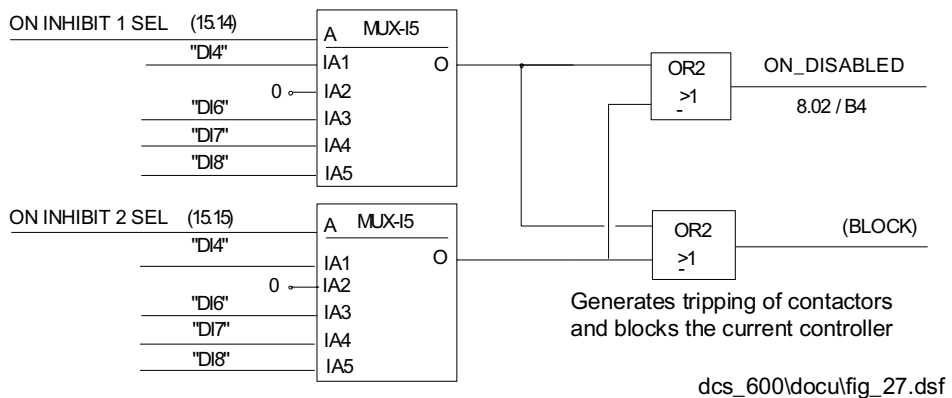 ON INHIBIT 1 SEL (15.14)
A MUX-I5
"DI4"
IA1 O
0 IA2
"DI6"
IA3
"DI7"
IA4
"DI8"
IA5
OR2
>1
-
ON_DISABLED
8.02 / B4
ON INHIBIT 2 SEL (15.15)
A MUX-I5
"DI4"
IA1 O
0 IA2
"DI6"
IA3
"DI7"
IA4
"DI8"
IA5
OR2
>1
-
(BLOCK)
Generates tripping of contactors
and blocks the current controller
dcs_600\docu\fig_27.dsf